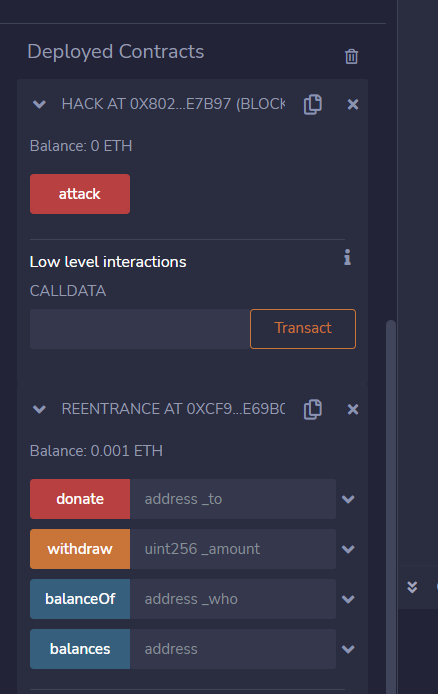 Deployed Contracts
HACK AT 0X802...E7B97 (BLOCK
Balance: 0 ETH
attack
Low level interactions
CALLDATA
Transact
REENTRANCE AT 0XCF9...E69B0
Balance: 0.001 ETH
donate address _to
withdraw uint256 _amount
balanceOf address _who
balances address